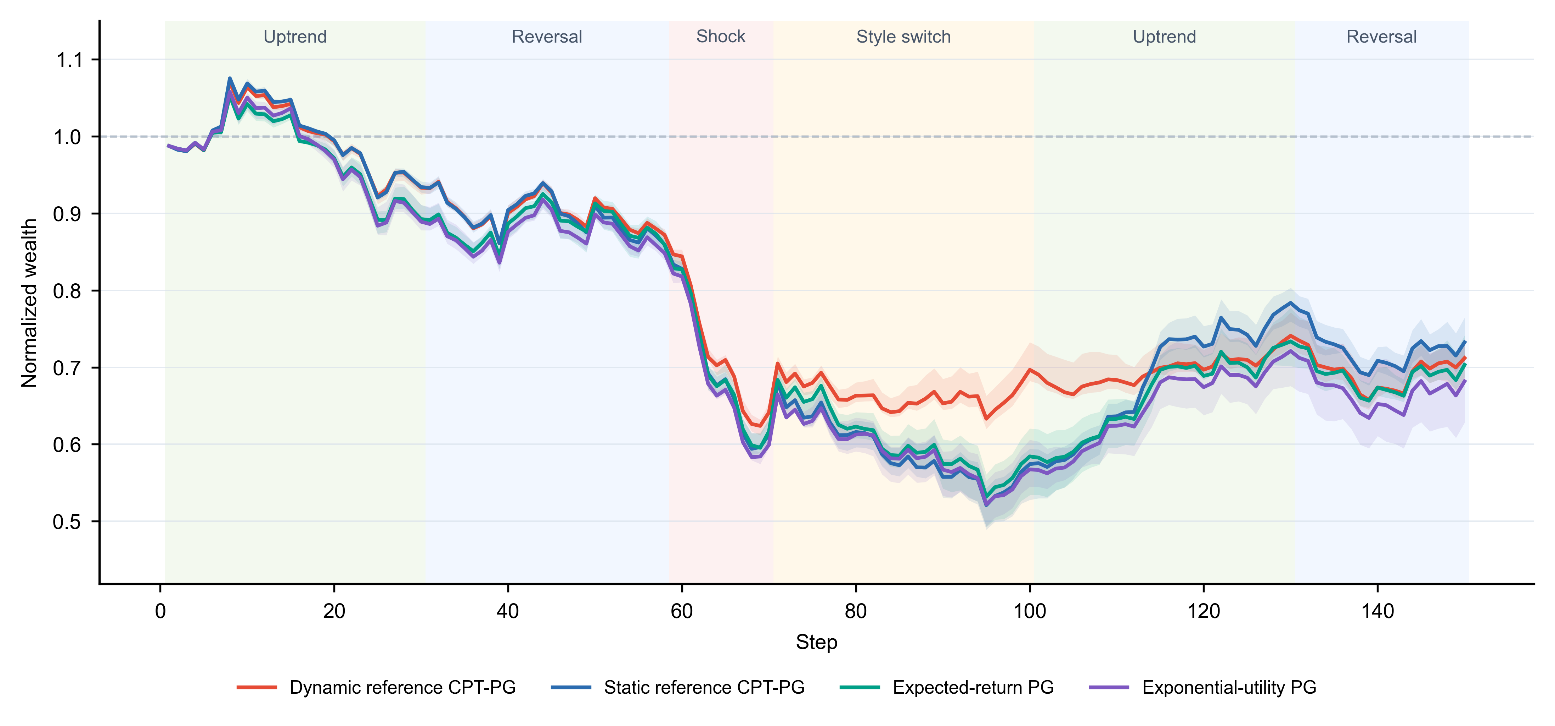 Uptrend Reversal Shock Style switch Uptrend Reversal
1.1
1.0
0.9
0.8
0.7
0.6
0.5
Normalized wealth
0 20 40 60 80 100 120 140
Step
Dynamic reference CPT-PG Static reference CPT-PG Expected-return PG Exponential-utility PG